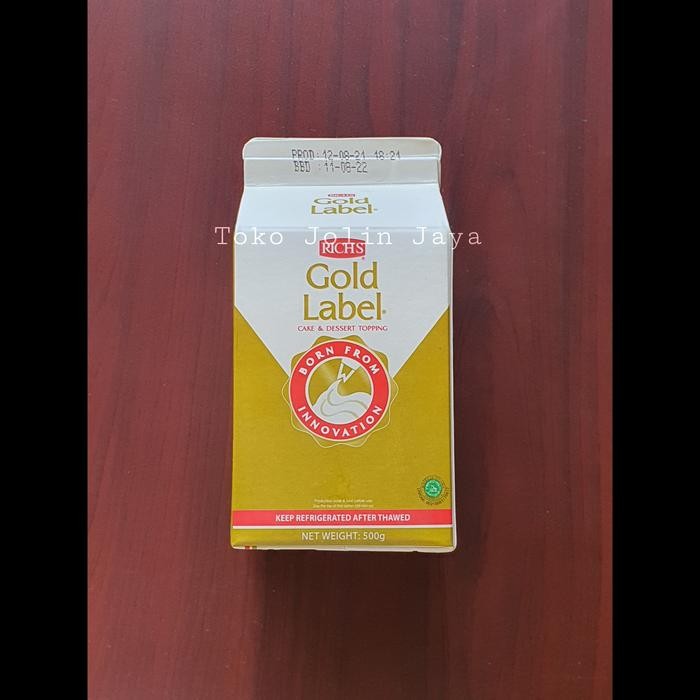 PROD: 12-08-21 18:21
BBD : 11-08-22
RICH'S
Gold
Label
Toko Jolin Jaya
RICH'S
Gold
Label
CAKE & DESSERT TOPPING
BORN FROM
INNOVATION
KEEP REFRIGERATED AFTER THAWED
NET WEIGHT: 500g